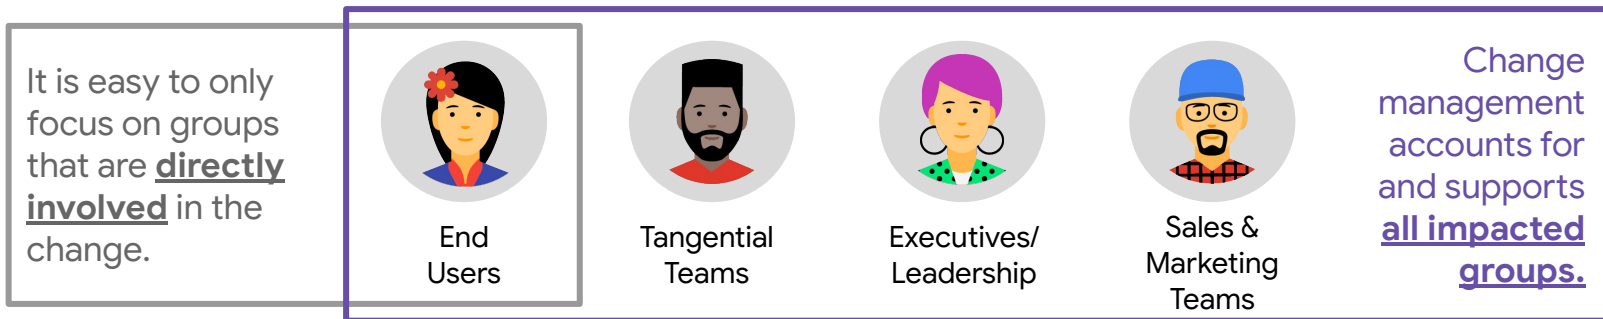 It is easy to only
focus on groups
that are directly
involved in the
change.
End
Users
Tangential
Teams
Executives/
Leadership
Sales &
Marketing
Teams
Change
management
accounts for
and supports
all impacted
groups.